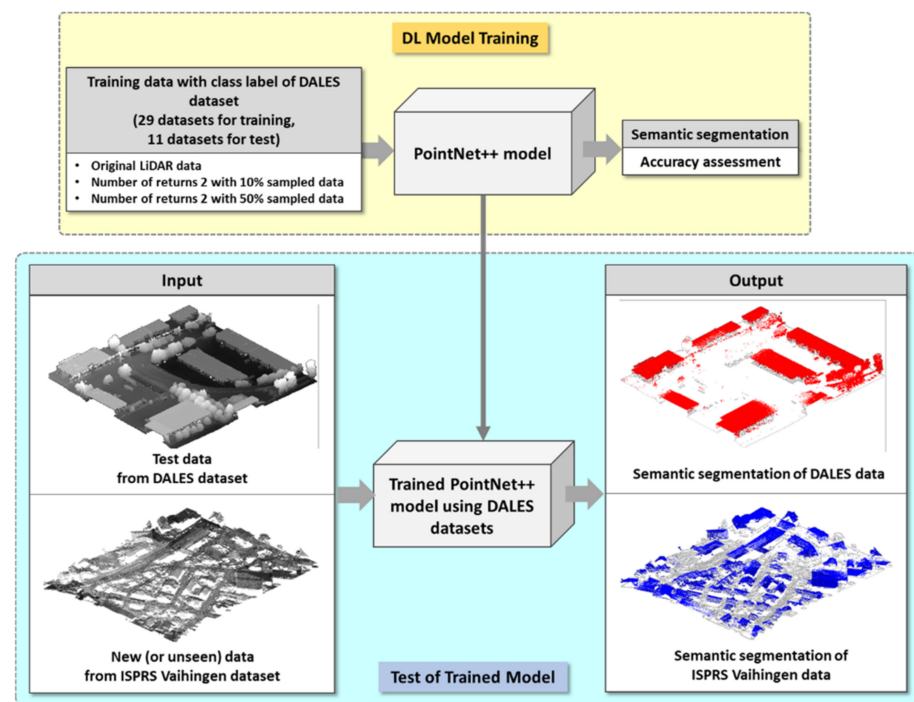 DL Model Training
Training data with class label of DALES
dataset
(29 datasets for training,
11 datasets for test)
• Original LiDAR data
• Number of returns 2 with 10% sampled data
• Number of returns 2 with 50% sampled data
PointNet++ model
Semantic segmentation
Accuracy assessment
Input
Test data
from DALES dataset
New (or unseen) data
from ISPRS Vaihingen dataset
Trained PointNet++
model using DALES
datasets
Output
Semantic segmentation of DALES data
Semantic segmentation of
ISPRS Vaihingen data
Test of Trained Model